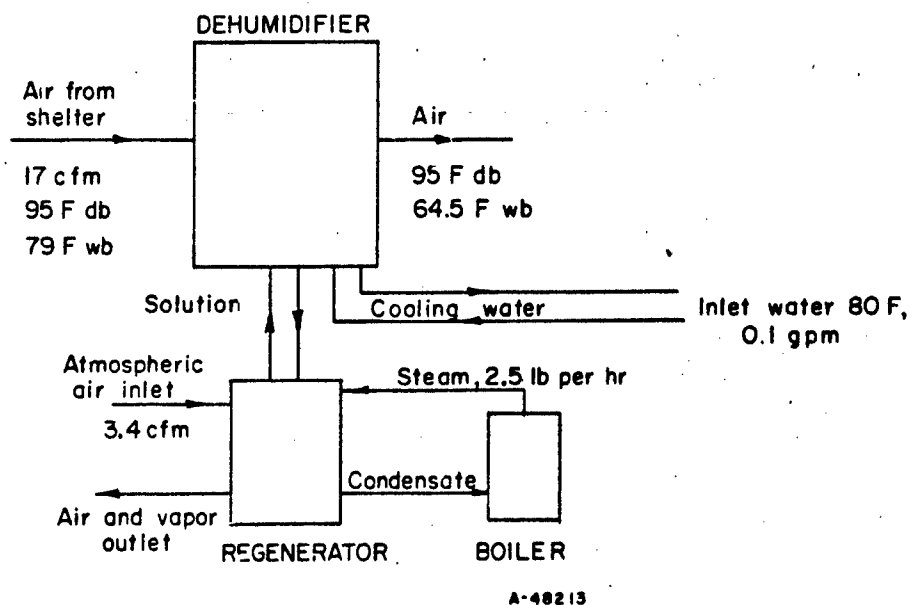 DEHUMIDIFIER
Air from
shelter
17 cfm
95 F db
79 F wb
Air
95 F db
64.5 F wb
Solution
Cooling water
Inlet water 80 F,
0.1 gpm
Atmospheric
air inlet
3.4 cfm
Steam, 2.5 lb per hr
Condensate
Air and vapor
outlet
REGENERATOR
BOILER
A-48213